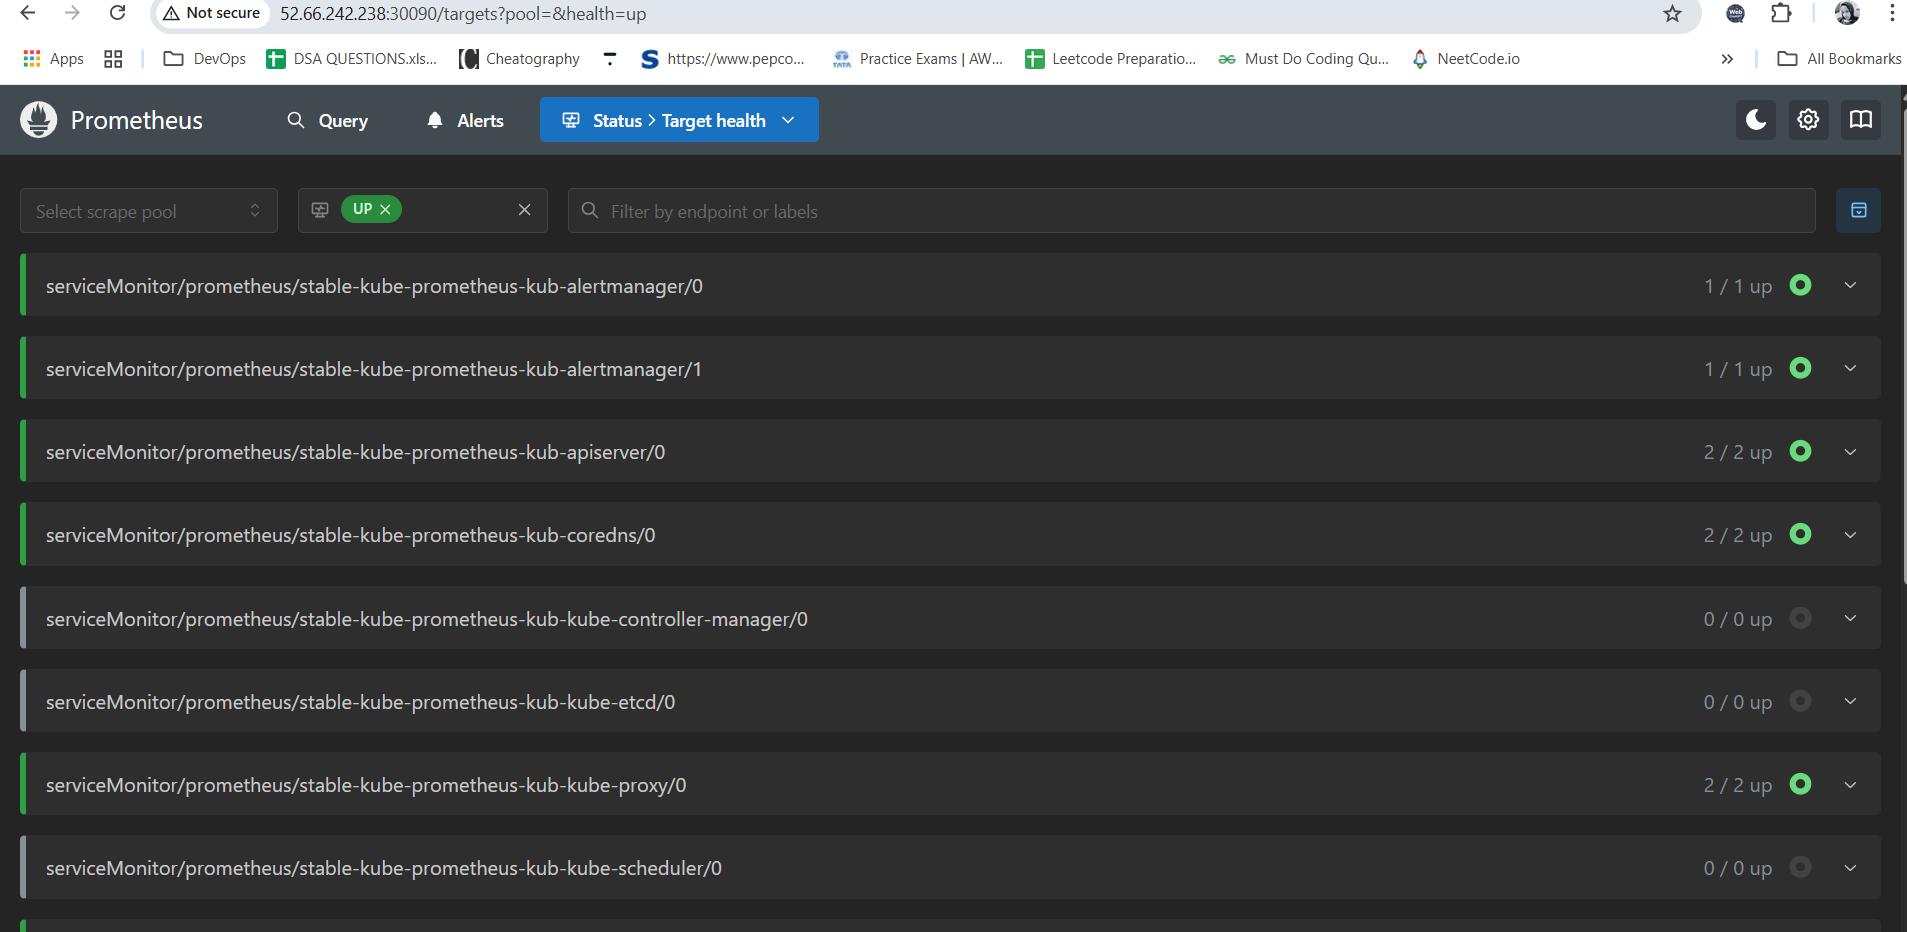 Not secure 52.66.242.238:30090/targets?pool=&health=up
Apps DevOps DSA QUESTIONS.xls... Cheatography https://www.pepco... Practice Exams | AW... Leetcode Preparatio... Must Do Coding Qu... NeetCode.io » All Bookmarks
Prometheus Query Alerts Status > Target health
Select scrape pool UP Filter by endpoint or labels
serviceMonitor/prometheus/stable-kube-prometheus-kub-alertmanager/0 1 / 1 up
serviceMonitor/prometheus/stable-kube-prometheus-kub-alertmanager/1 1 / 1 up
serviceMonitor/prometheus/stable-kube-prometheus-kub-apiserver/0 2 / 2 up
serviceMonitor/prometheus/stable-kube-prometheus-kub-coredns/0 2 / 2 up
serviceMonitor/prometheus/stable-kube-prometheus-kub-kube-controller-manager/0 0 / 0 up
serviceMonitor/prometheus/stable-kube-prometheus-kub-kube-etcd/0 0 / 0 up
serviceMonitor/prometheus/stable-kube-prometheus-kub-kube-proxy/0 2 / 2 up
serviceMonitor/prometheus/stable-kube-prometheus-kub-kube-scheduler/0 0 / 0 up